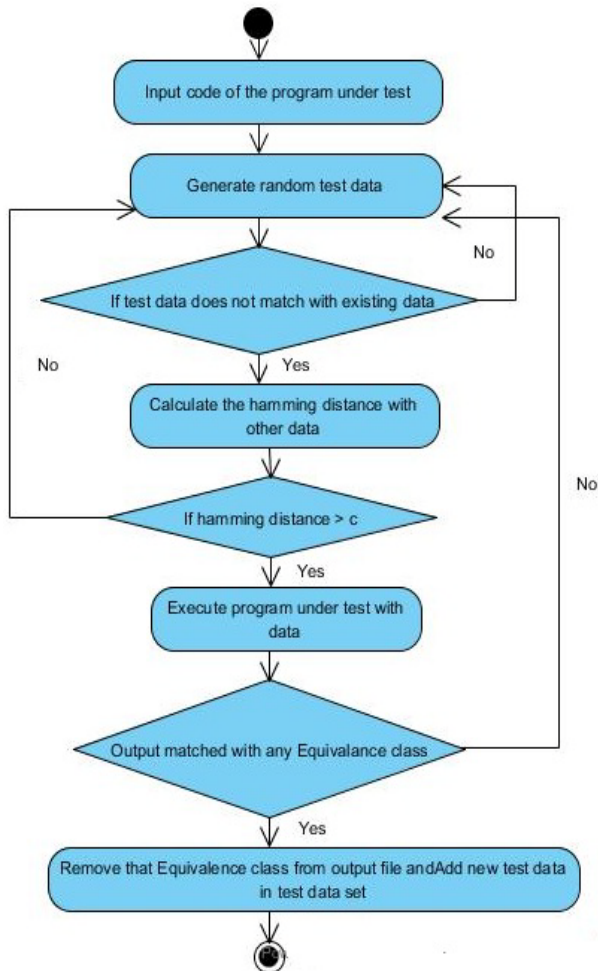 Input code of the program under test
Generate random test data
No
If test data does not match with existing data
No
Yes
Calculate the hamming distance with
other data
No
If hamming distance > c
Yes
Execute program under test with
data
Output matched with any Equivalance class
Yes
Remove that Equivalence class from output file andAdd new test data
in test data set